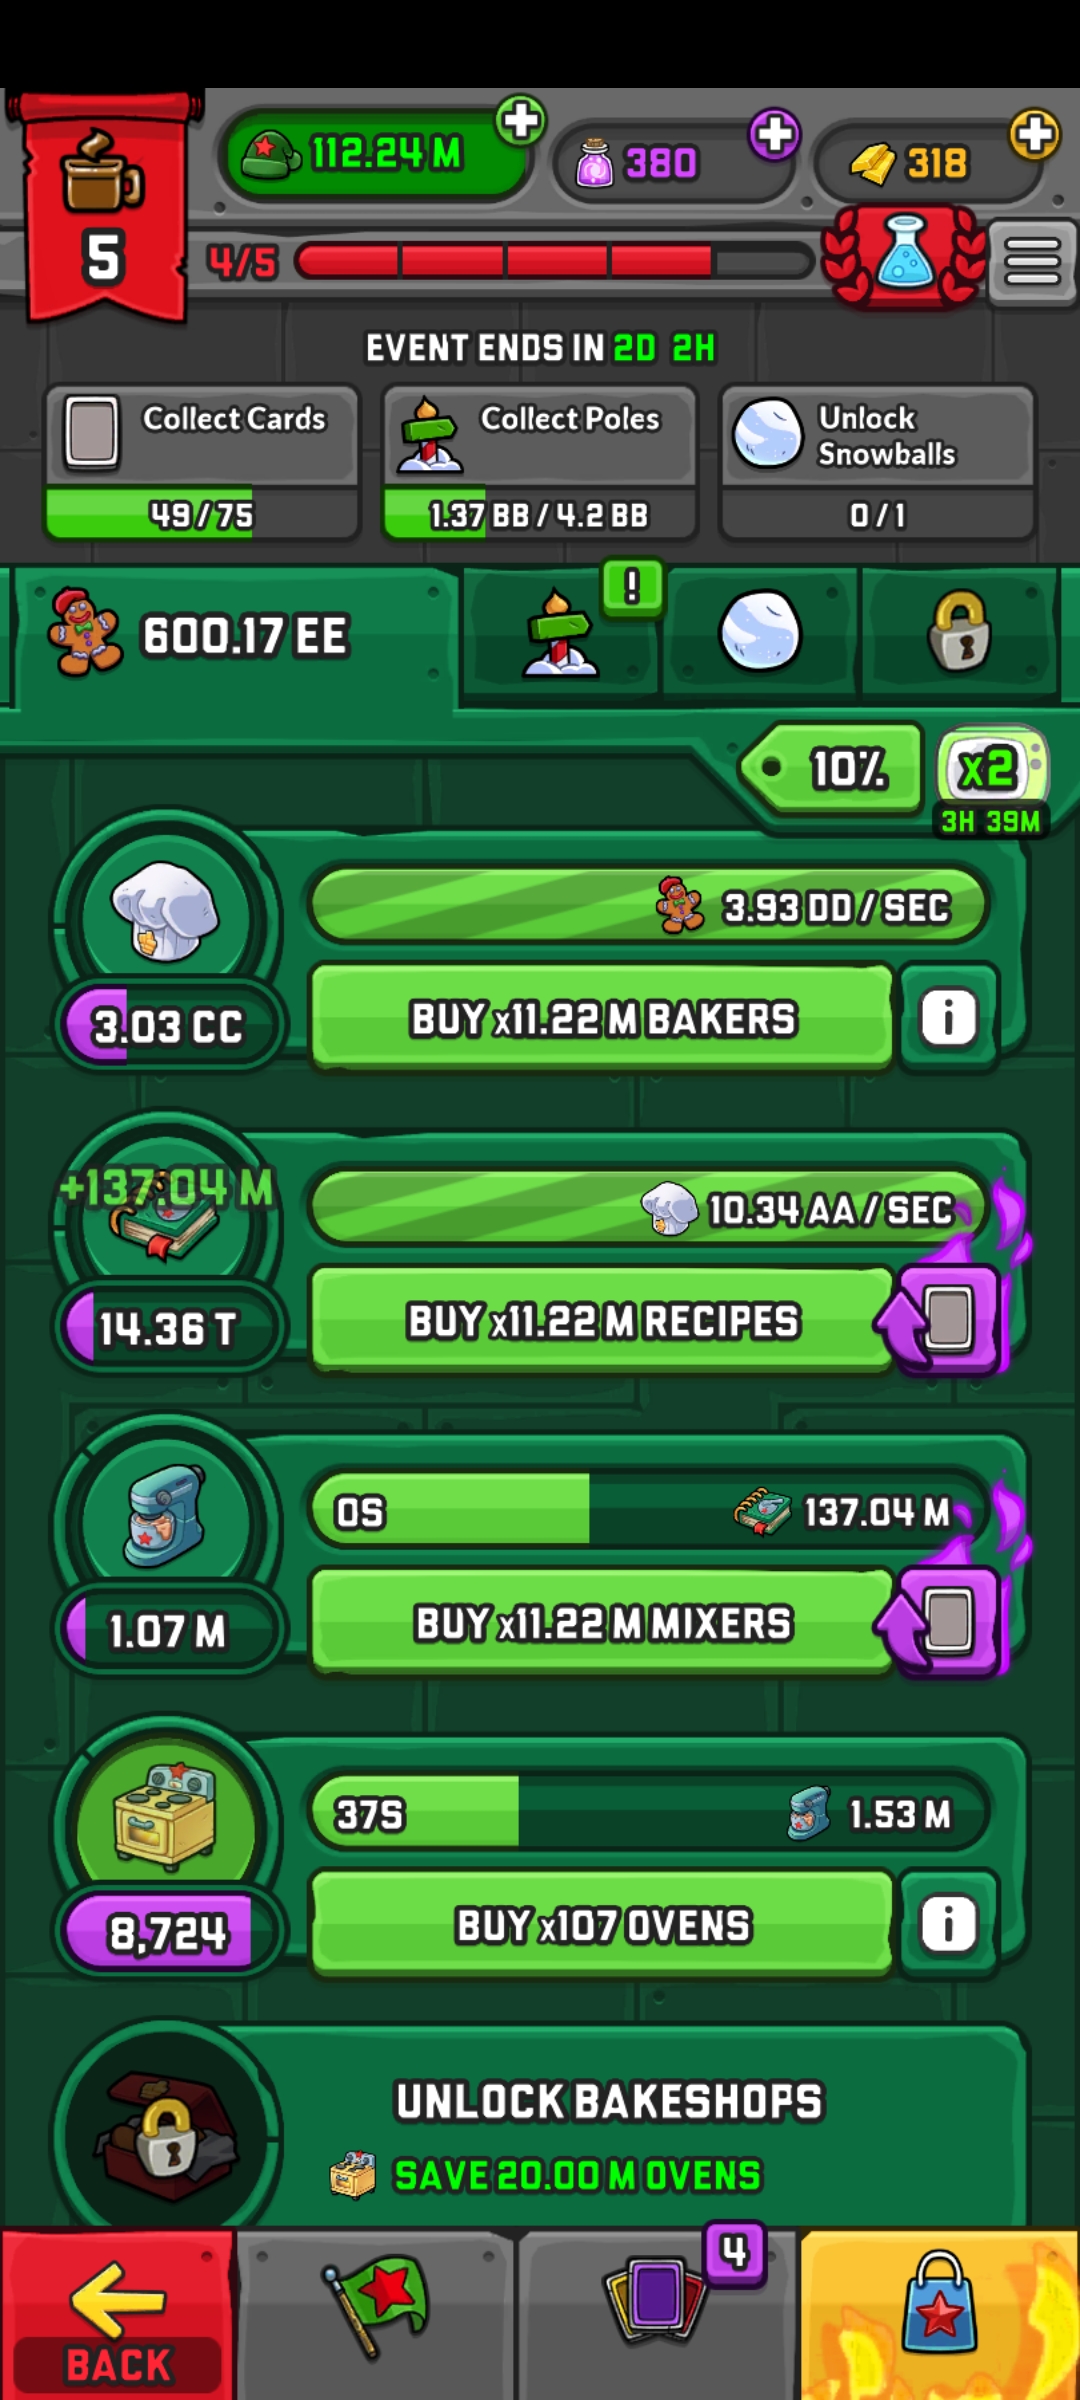 112.24 M
380
318
5
4/5
EVENT ENDS IN 2D 2H
Collect Cards
49/75
Collect Poles
1.37 BB / 4.2 BB
Unlock
Snowballs
0/1
600.17 EE
!
10%
x2
3H 39M
3.93 DD / SEC
3.03 CC
BUY x11.22 M BAKERS
i
+137.04 M
10.34 AA / SEC
14.36 T
BUY x11.22 M RECIPES
0S
137.04 M
1.07 M
BUY x11.22 M MIXERS
37S
1.53 M
8,724
BUY x107 OVENS
i
UNLOCK BAKESHOPS
SAVE 20.00 M OVENS
BACK
4